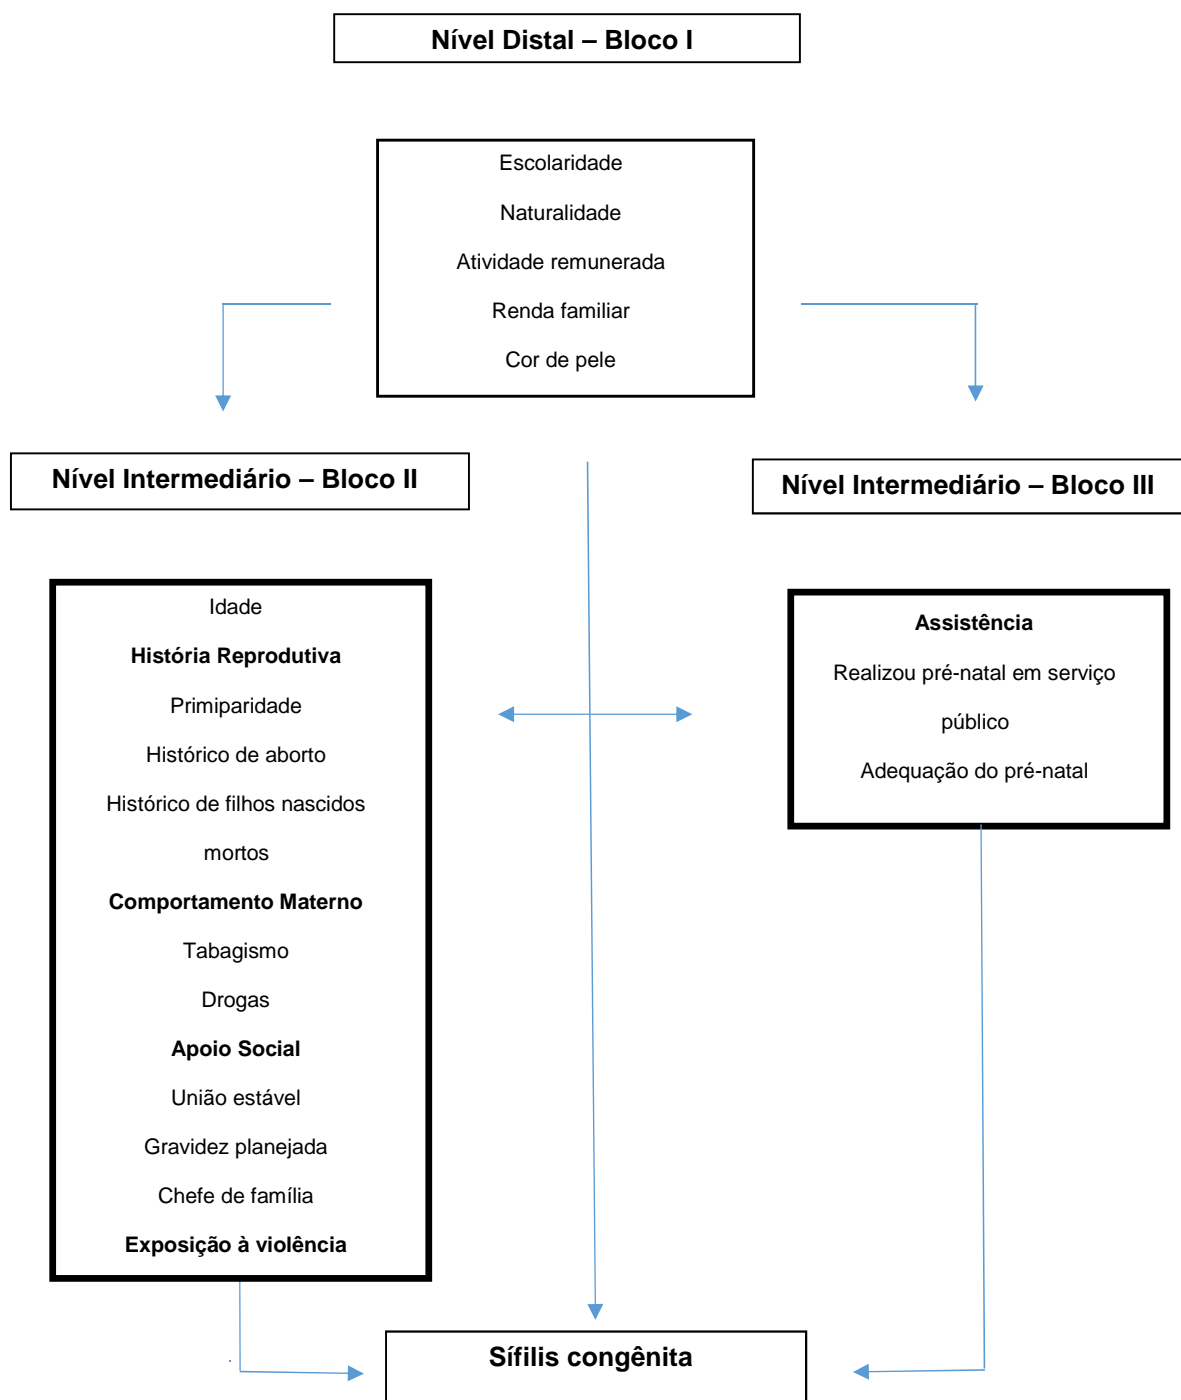 Nível Distal – Bloco I
Escolaridade
Naturalidade
Atividade remunerada
Renda familiar
Cor de pele
Nível Intermediário – Bloco II
Idade
História Reprodutiva
Primiparidade
Histórico de aborto
Histórico de filhos nascidos
mortos
Comportamento Materno
Tabagismo
Drogas
Apoio Social
União estável
Gravidez planejada
Chefe de família
Exposição à violência
Nível Intermediário – Bloco III
Assistência
Realizou pré-natal em serviço
público
Adequação do pré-natal
Sífilis congênita